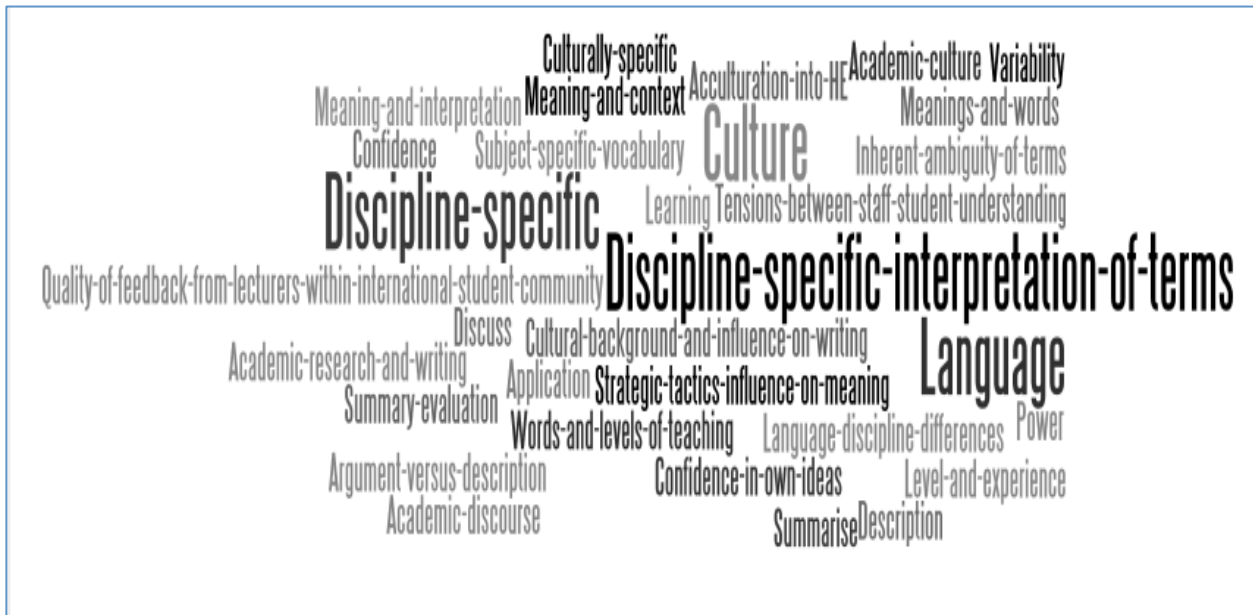 Culturally-specific
Academic-culture
Variability
Meaning-and-interpretation
Meaning-and-context
Acculturation-into-HE
Meanings-and-words
Confidence
Subject-specific-vocabulary
Culture
Inherent-ambiguity-of-terms
Discipline-specific
Learning
Tensions-between-staff-student-understanding
Quality-of-feedback-from-lecturers-within-international-student-community
Discipline-specific-interpretation-of-terms
Discuss
Cultural-background-and-influence-on-writing
Language
Academic-research-and-writing
Application
Strategic-tactics-influence-on-meaning
Summary-evaluation
Words-and-levels-of-teaching
Language-discipline-differences
Power
Argument-versus-description
Confidence-in-own-ideas
Level-and-experience
Academic-discourse
Summarise
Description